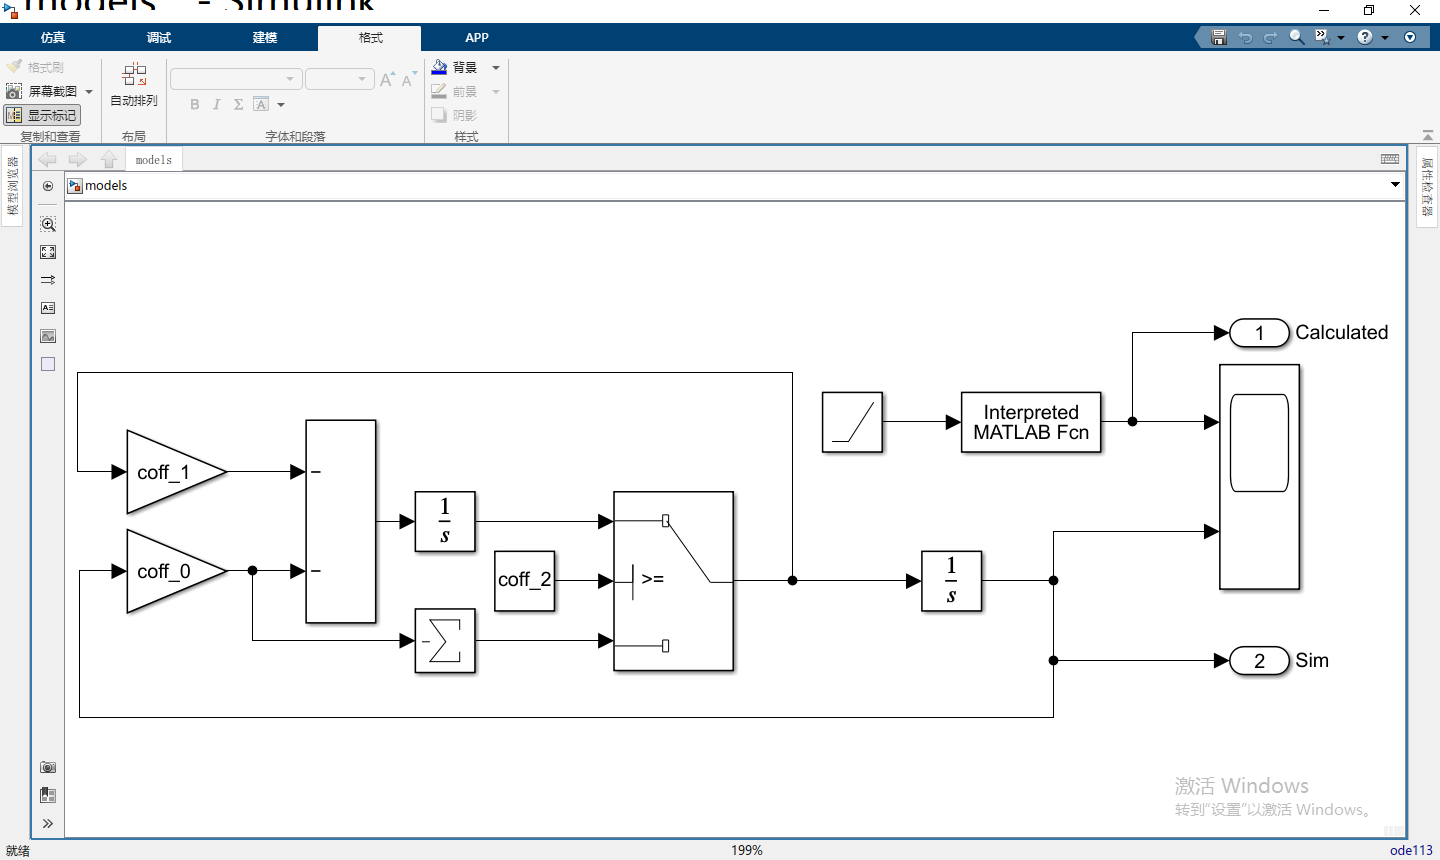 models * - Simulink
仿真 调试 建模 格式 APP
格式刷
屏幕截图
显示标记
复制和查看
自动排列
布局
B I Σ A
字体和段落
背景
前景
阴影
样式
模型浏览器
models
models
属性检查器
1 Calculated
Interpreted
MATLAB Fcn
coff_1
coff_0
1
s
coff_2
>=
1
s
2 Sim
激活 Windows
转到"设置"以激活 Windows。
就绪
199%
ode113